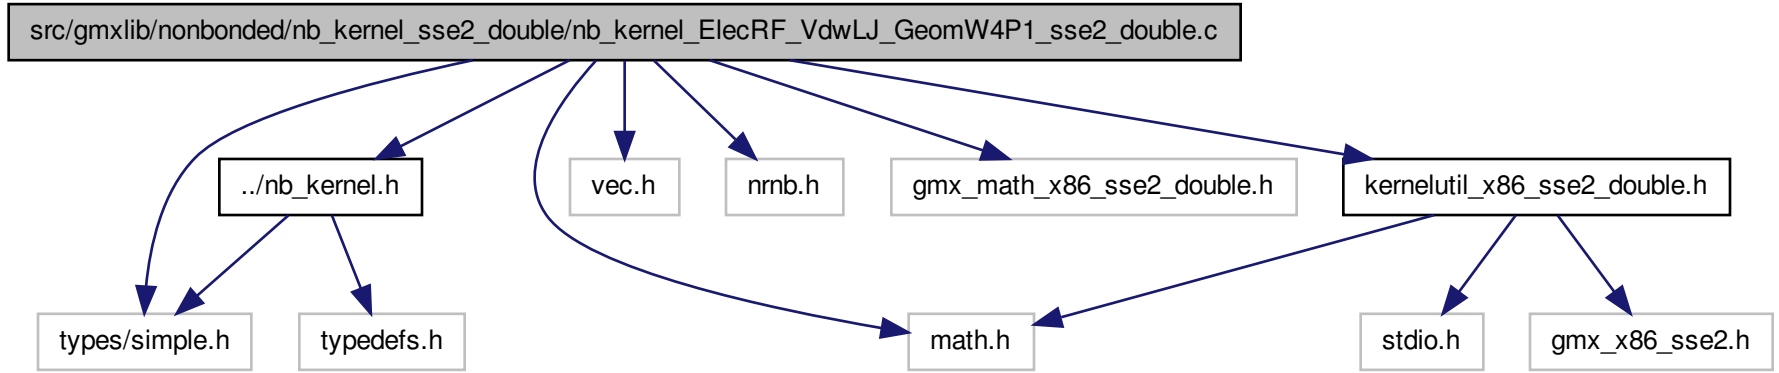 src/gmxlib/nonbonded/nb_kernel_sse2_double/nb_kernel_ElecRF_VdwLJ_GeomW4P1_sse2_double.c
../nb_kernel.h
vec.h
nrnb.h
gmx_math_x86_sse2_double.h
kernelutil_x86_sse2_double.h
types/simple.h
typedefs.h
math.h
stdio.h
gmx_x86_sse2.h